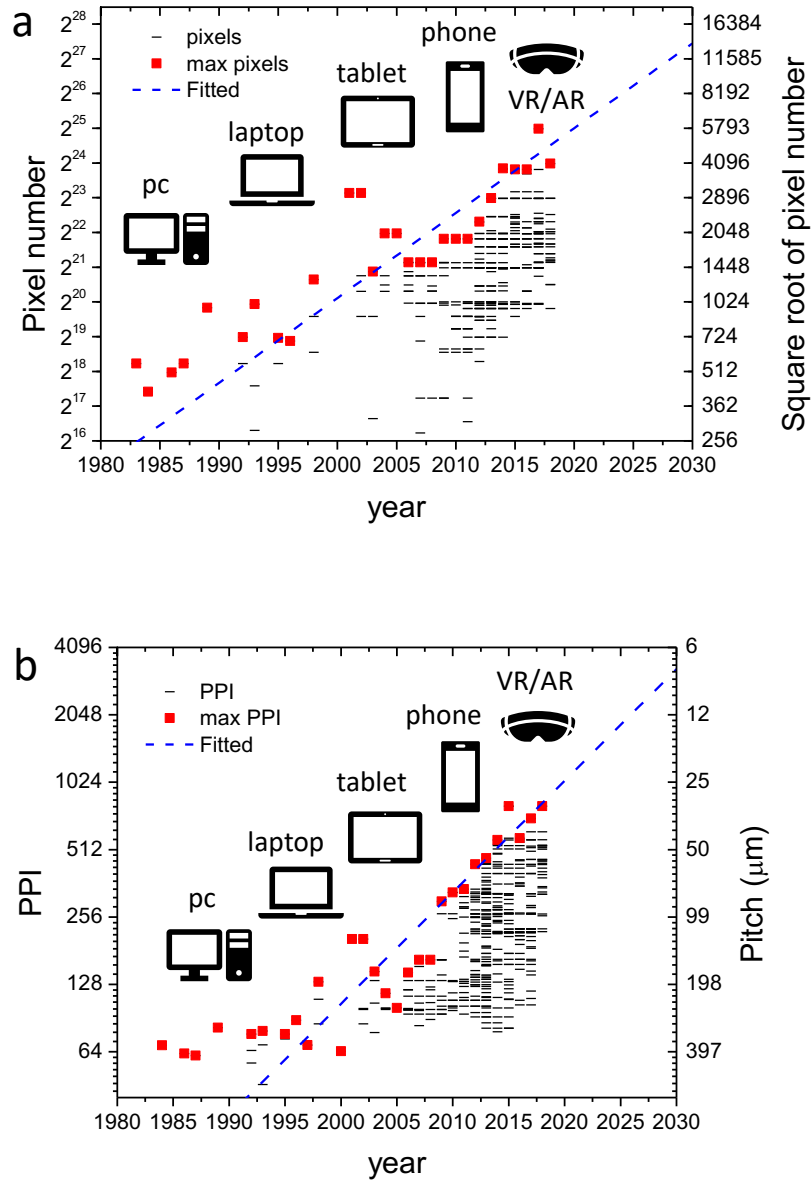 a
pixels
max pixels
Fitted
pc
laptop
tablet
phone
VR/AR
Pixel number
2^28
2^27
2^26
2^25
2^24
2^23
2^22
2^21
2^20
2^19
2^18
2^17
2^16
Square root of pixel number
16384
11585
8192
5793
4096
2896
2048
1448
1024
724
512
362
256
1980 1985 1990 1995 2000 2005 2010 2015 2020 2025 2030
year
b
PPI
max PPI
Fitted
pc
laptop
tablet
phone
VR/AR
PPI
4096
2048
1024
512
256
128
64
Pitch (μm)
6
12
25
50
99
198
397
1980 1985 1990 1995 2000 2005 2010 2015 2020 2025 2030
year